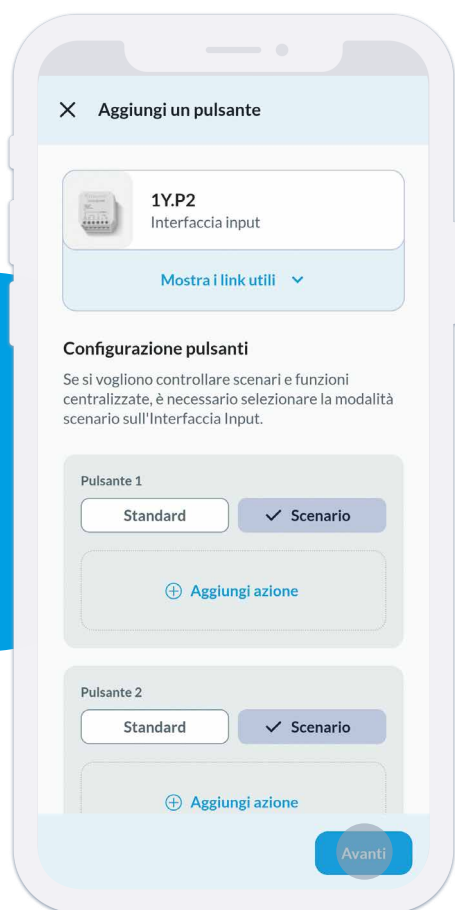 Aggiungi un pulsante
1Y.P2
Interfaccia input
Mostra i link utili
Configurazione pulsanti
Se si vogliono controllare scenari e funzioni
centralizzate, è necessario selezionare la modalità
scenario sull'Interfaccia Input.
Pulsante 1
Standard
Scenario
Aggiungi azione
Pulsante 2
Standard
Scenario
Aggiungi azione
Avanti